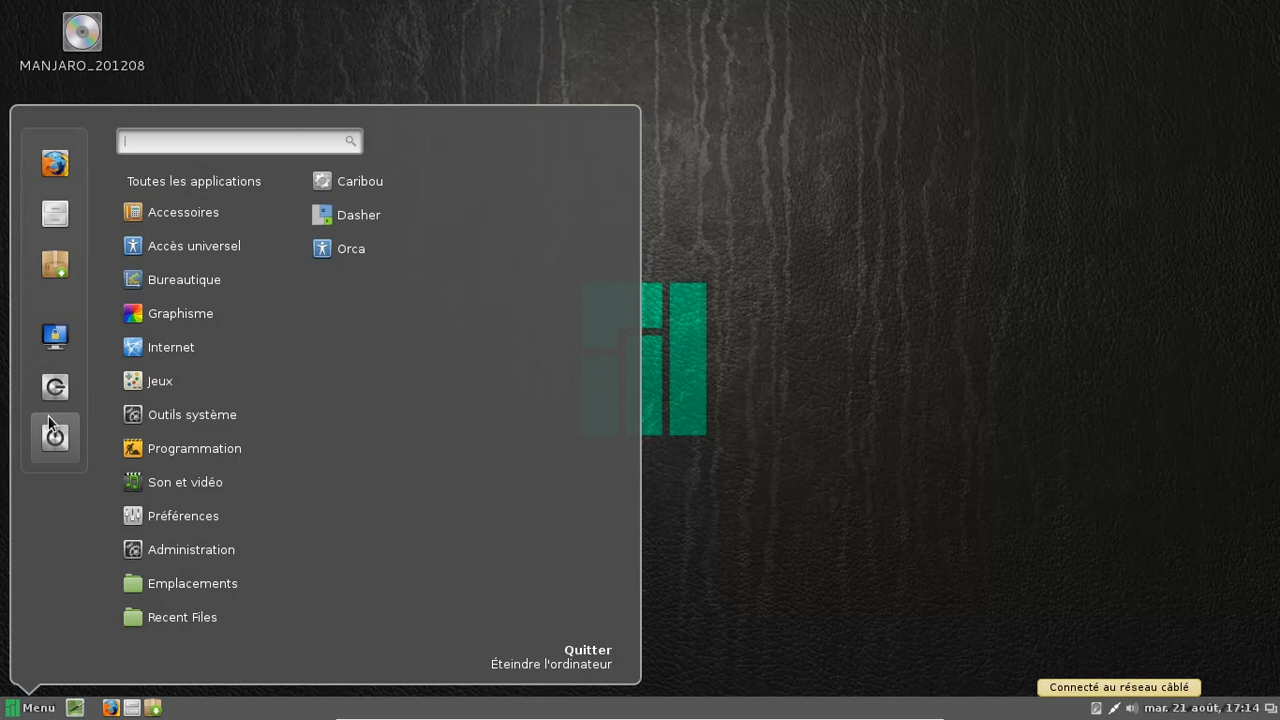 MANJARO_201208
Toutes les applications
Accessoires
Accès universel
Bureautique
Graphisme
Internet
Jeux
Outils système
Programmation
Son et vidéo
Préférences
Administration
Emplacements
Recent Files
Caribou
Dasher
Orca
Quitter
Éteindre l'ordinateur
Connecté au réseau câblé
Menu
mar. 21 août, 17:14